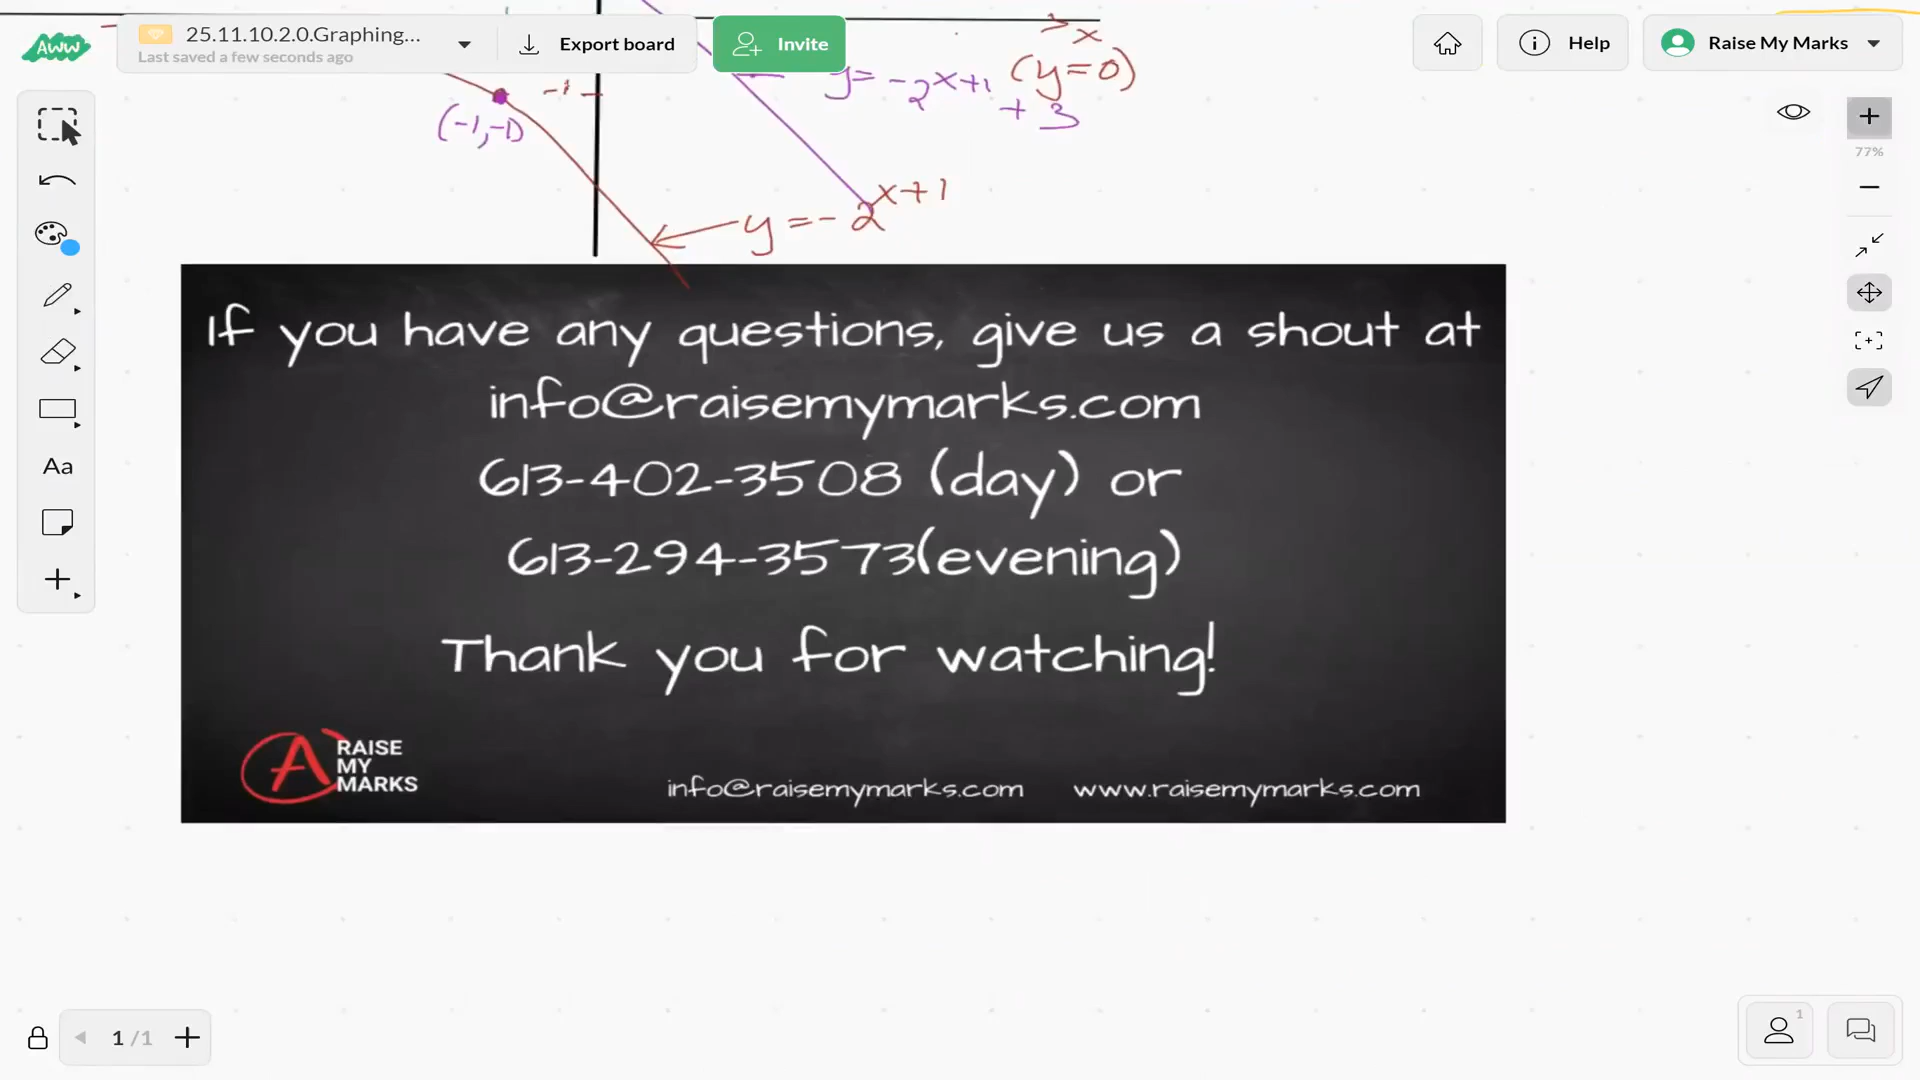 25.11.10.2.0.Graphing...
Last saved a few seconds ago
Export board
Invite
Help
Raise My Marks
x
(y=0)
y= -2^x+1 + 3
-1
(-1,-1)
y=-2^x+1
77%
If you have any questions, give us a shout at
info@raisemymarks.com
613-402-3508 (day) or
613-294-3573(evening)
Thank you for watching!
A RAISE
MY
MARKS
info@raisemymarks.com www.raisemymarks.com
AWW
Aa
1 /1
1